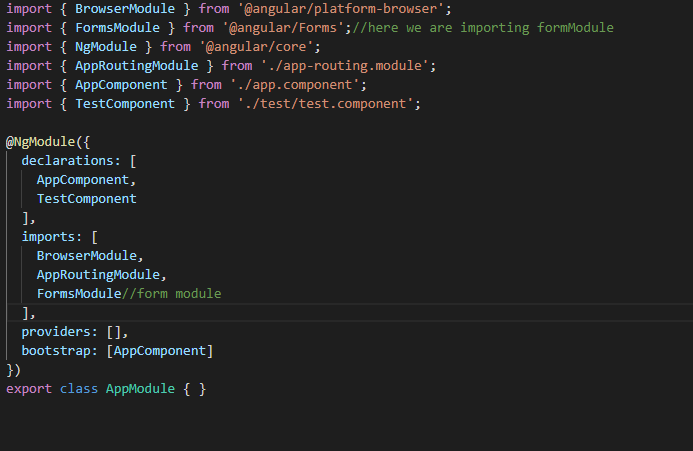 import { BrowserModule } from '@angular/platform-browser';
import { FormsModule } from '@angular/Forms';//here we are importing formModule
import { NgModule } from '@angular/core';
import { AppRoutingModule } from './app-routing.module';
import { AppComponent } from './app.component';
import { TestComponent } from './test/test.component';

@NgModule({
  declarations: [
    AppComponent,
    TestComponent
  ],
  imports: [
    BrowserModule,
    AppRoutingModule,
    FormsModule//form module
  ],
  providers: [],
  bootstrap: [AppComponent]
})
export class AppModule { }